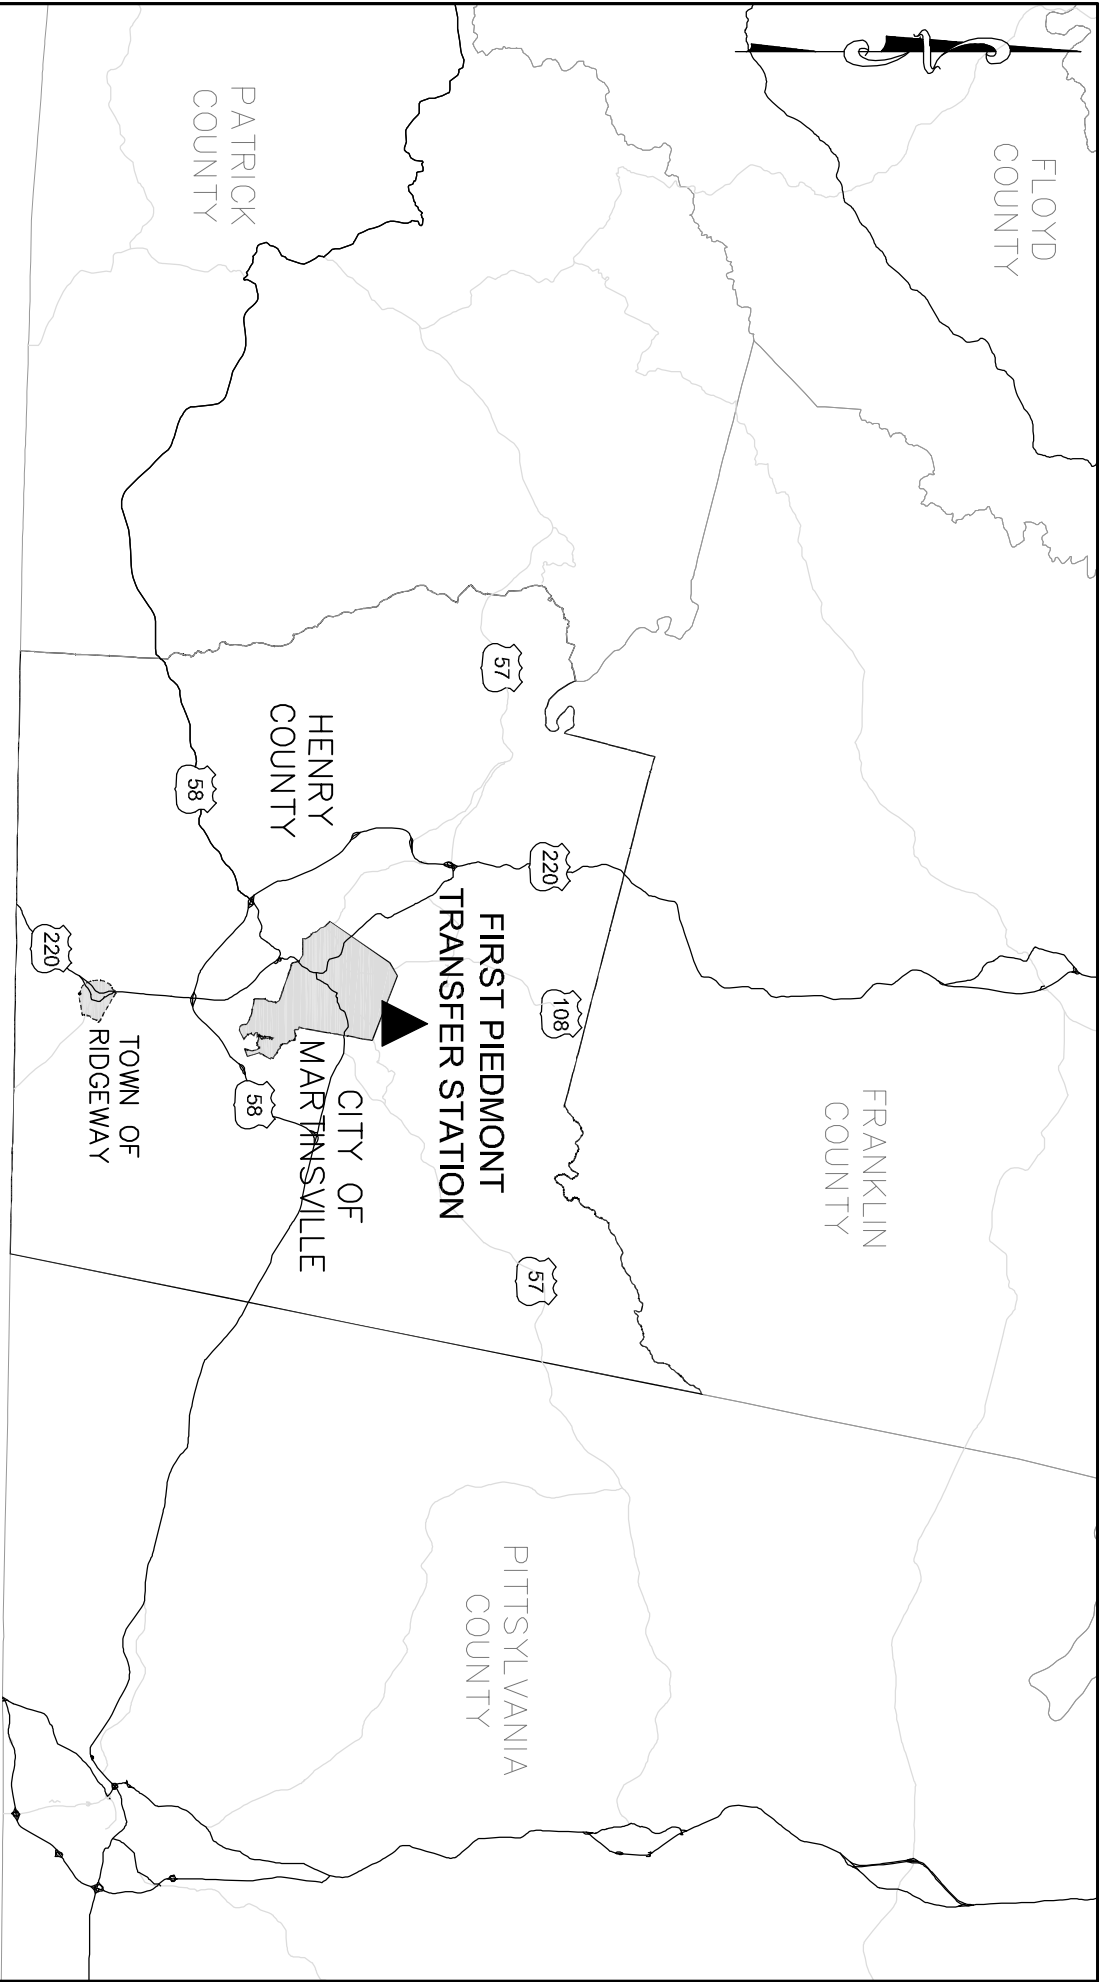 FLOYD
COUNTY
PATRICK
COUNTY
FRANKLIN
COUNTY
57
220
108
57
FIRST PIEDMONT
TRANSFER STATION
HENRY
COUNTY
CITY OF
MARTINSVILLE
58
58
220
TOWN OF
RIDGEWAY
PITTSYLVANIA
COUNTY